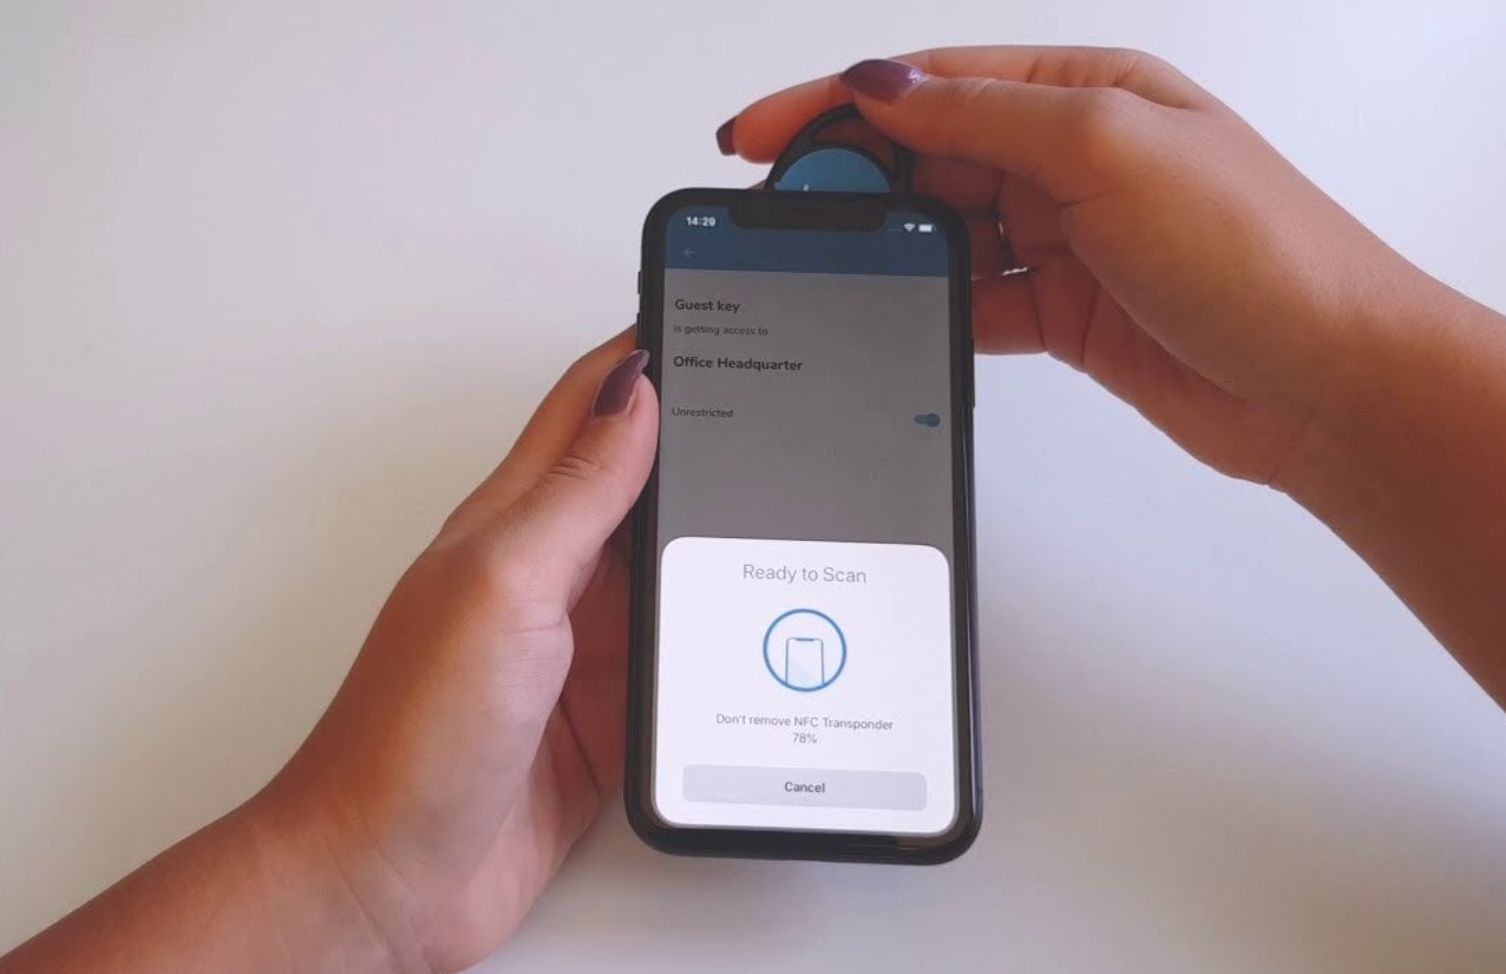 14:29
Guest key
is getting access to
Office Headquarter
Unrestricted
Ready to Scan
Don't remove NFC Transponder
78%
Cancel